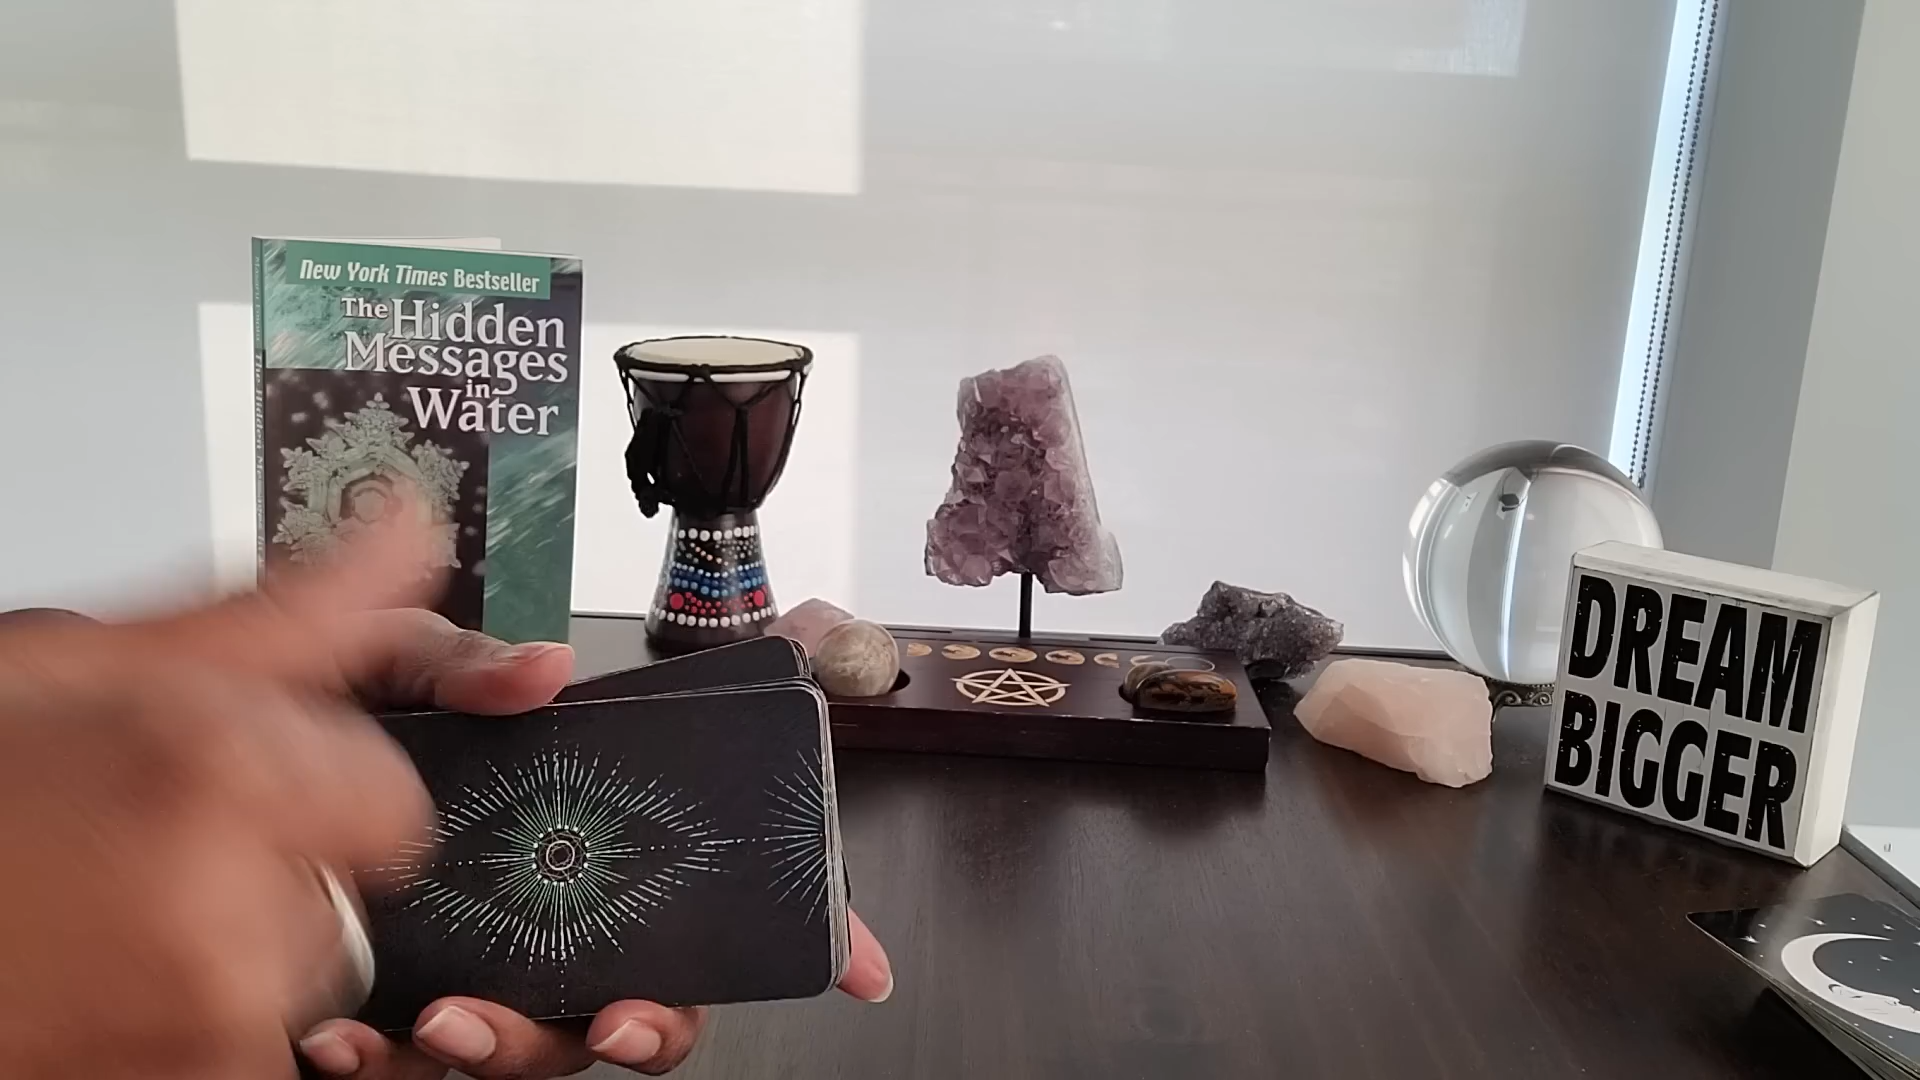 New York Times Bestseller
The Hidden
Messages
in
Water
DREAM
BIGGER